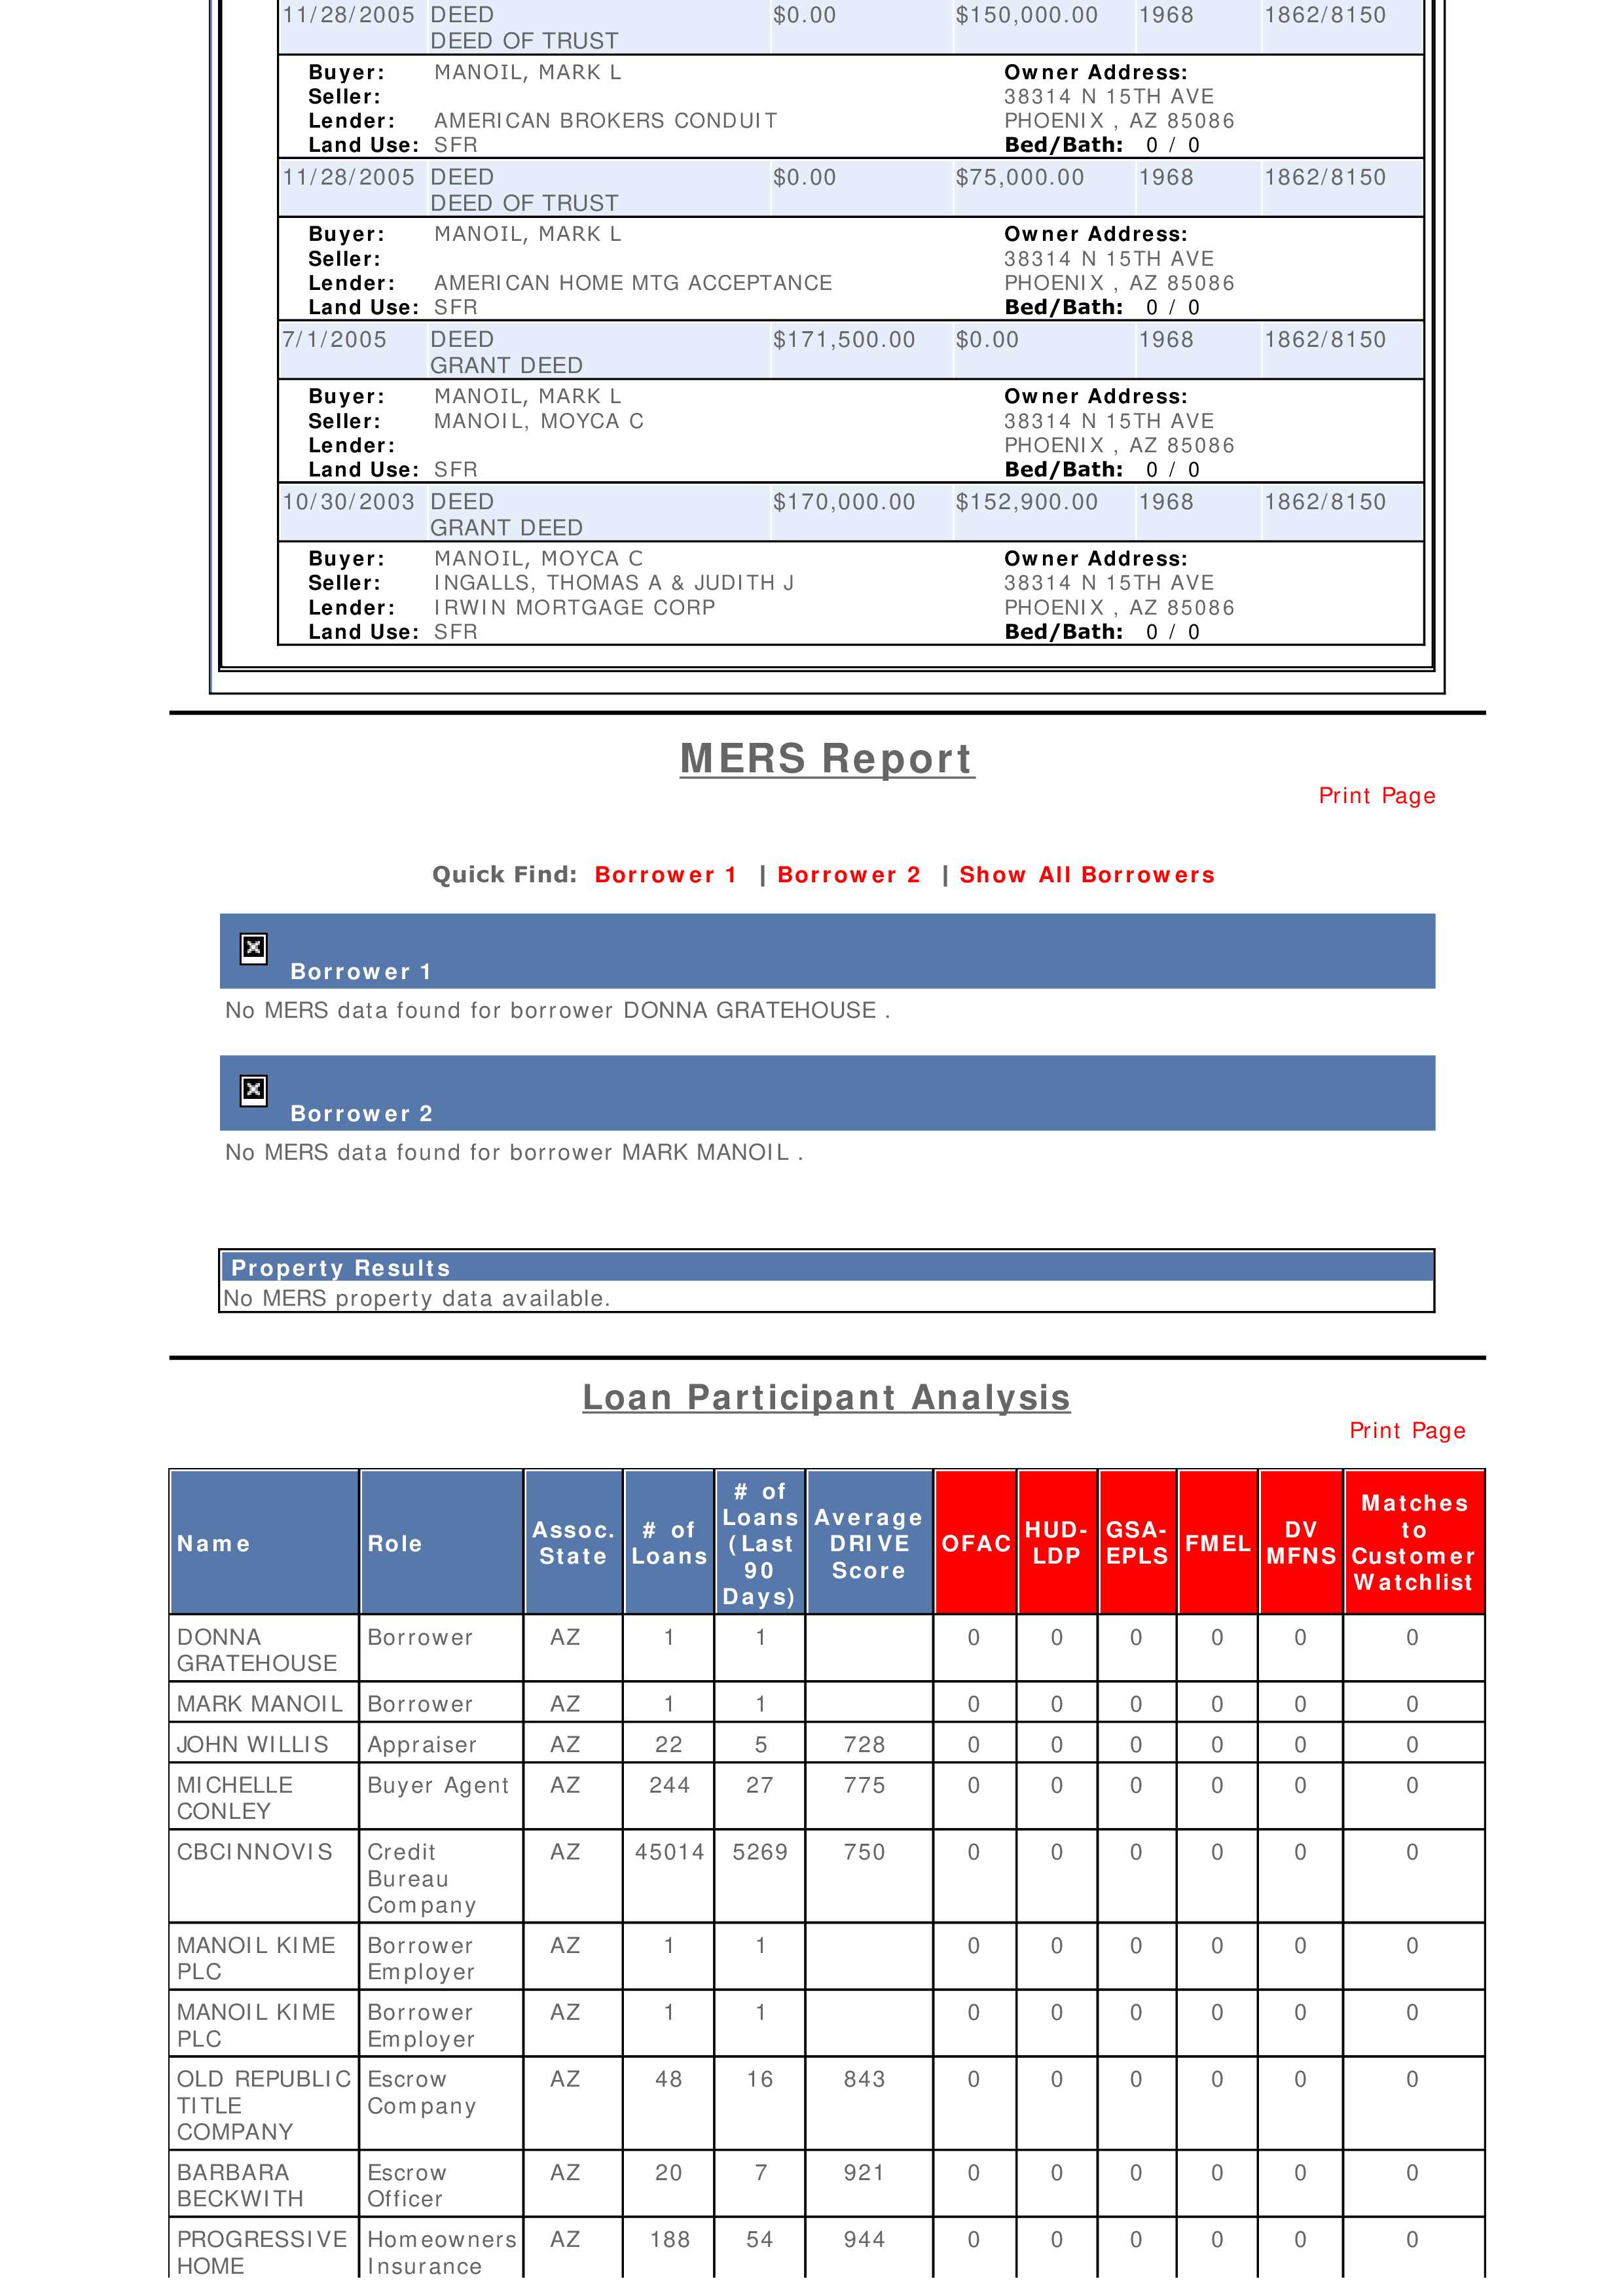 11/28/2005 DEED $0.00 $150,000.00 1968 1862/8150
DEED OF TRUST
Buyer: MANOIL, MARK L Owner Address:
Seller: 38314 N 15TH AVE
Lender: AMERICAN BROKERS CONDUIT PHOENIX , AZ 85086
Land Use: SFR Bed/Bath: 0 / 0
11/28/2005 DEED $0.00 $75,000.00 1968 1862/8150
DEED OF TRUST
Buyer: MANOIL, MARK L Owner Address:
Seller: 38314 N 15TH AVE
Lender: AMERICAN HOME MTG ACCEPTANCE PHOENIX , AZ 85086
Land Use: SFR Bed/Bath: 0 / 0
7/1/2005 DEED $171,500.00 $0.00 1968 1862/8150
GRANT DEED
Buyer: MANOIL, MARK L Owner Address:
Seller: MANOIL, MOYCA C 38314 N 15TH AVE
Lender: PHOENIX , AZ 85086
Land Use: SFR Bed/Bath: 0 / 0
10/30/2003 DEED $170,000.00 $152,900.00 1968 1862/8150
GRANT DEED
Buyer: MANOIL, MOYCA C Owner Address:
Seller: INGALLS, THOMAS A & JUDITH J 38314 N 15TH AVE
Lender: IRWIN MORTGAGE CORP PHOENIX , AZ 85086
Land Use: SFR Bed/Bath: 0 / 0
MERS Report
Print Page
Quick Find: Borrower 1 | Borrower 2 | Show All Borrowers
Borrower 1
No MERS data found for borrower DONNA GRATEHOUSE .
Borrower 2
No MERS data found for borrower MARK MANOIL .
Property Results
No MERS property data available.
Loan Participant Analysis
Print Page
Name Role Assoc. State # of Loans # of Loans (Last 90 Days) Average DRIVE Score OFAC HUD-LDP GSA-EPLS FMEL DV MFNS Matches to Customer Watchlist
DONNA Borrower AZ 1 1 0 0 0 0 0 0
GRATEHOUSE
MARK MANOIL Borrower AZ 1 1 0 0 0 0 0 0
JOHN WILLIS Appraiser AZ 22 5 728 0 0 0 0 0 0
MICHELLE Buyer Agent AZ 244 27 775 0 0 0 0 0 0
CONLEY
CBCINNOVIS Credit AZ 45014 5269 750 0 0 0 0 0 0
Bureau
Company
MANOIL KIME Borrower AZ 1 1 0 0 0 0 0 0
PLC Employer
MANOIL KIME Borrower AZ 1 1 0 0 0 0 0 0
PLC Employer
OLD REPUBLIC Escrow AZ 48 16 843 0 0 0 0 0 0
TITLE Company
COMPANY
BARBARA Escrow AZ 20 7 921 0 0 0 0 0 0
BECKWITH Officer
PROGRESSIVE Homeowners AZ 188 54 944 0 0 0 0 0 0
HOME Insurance